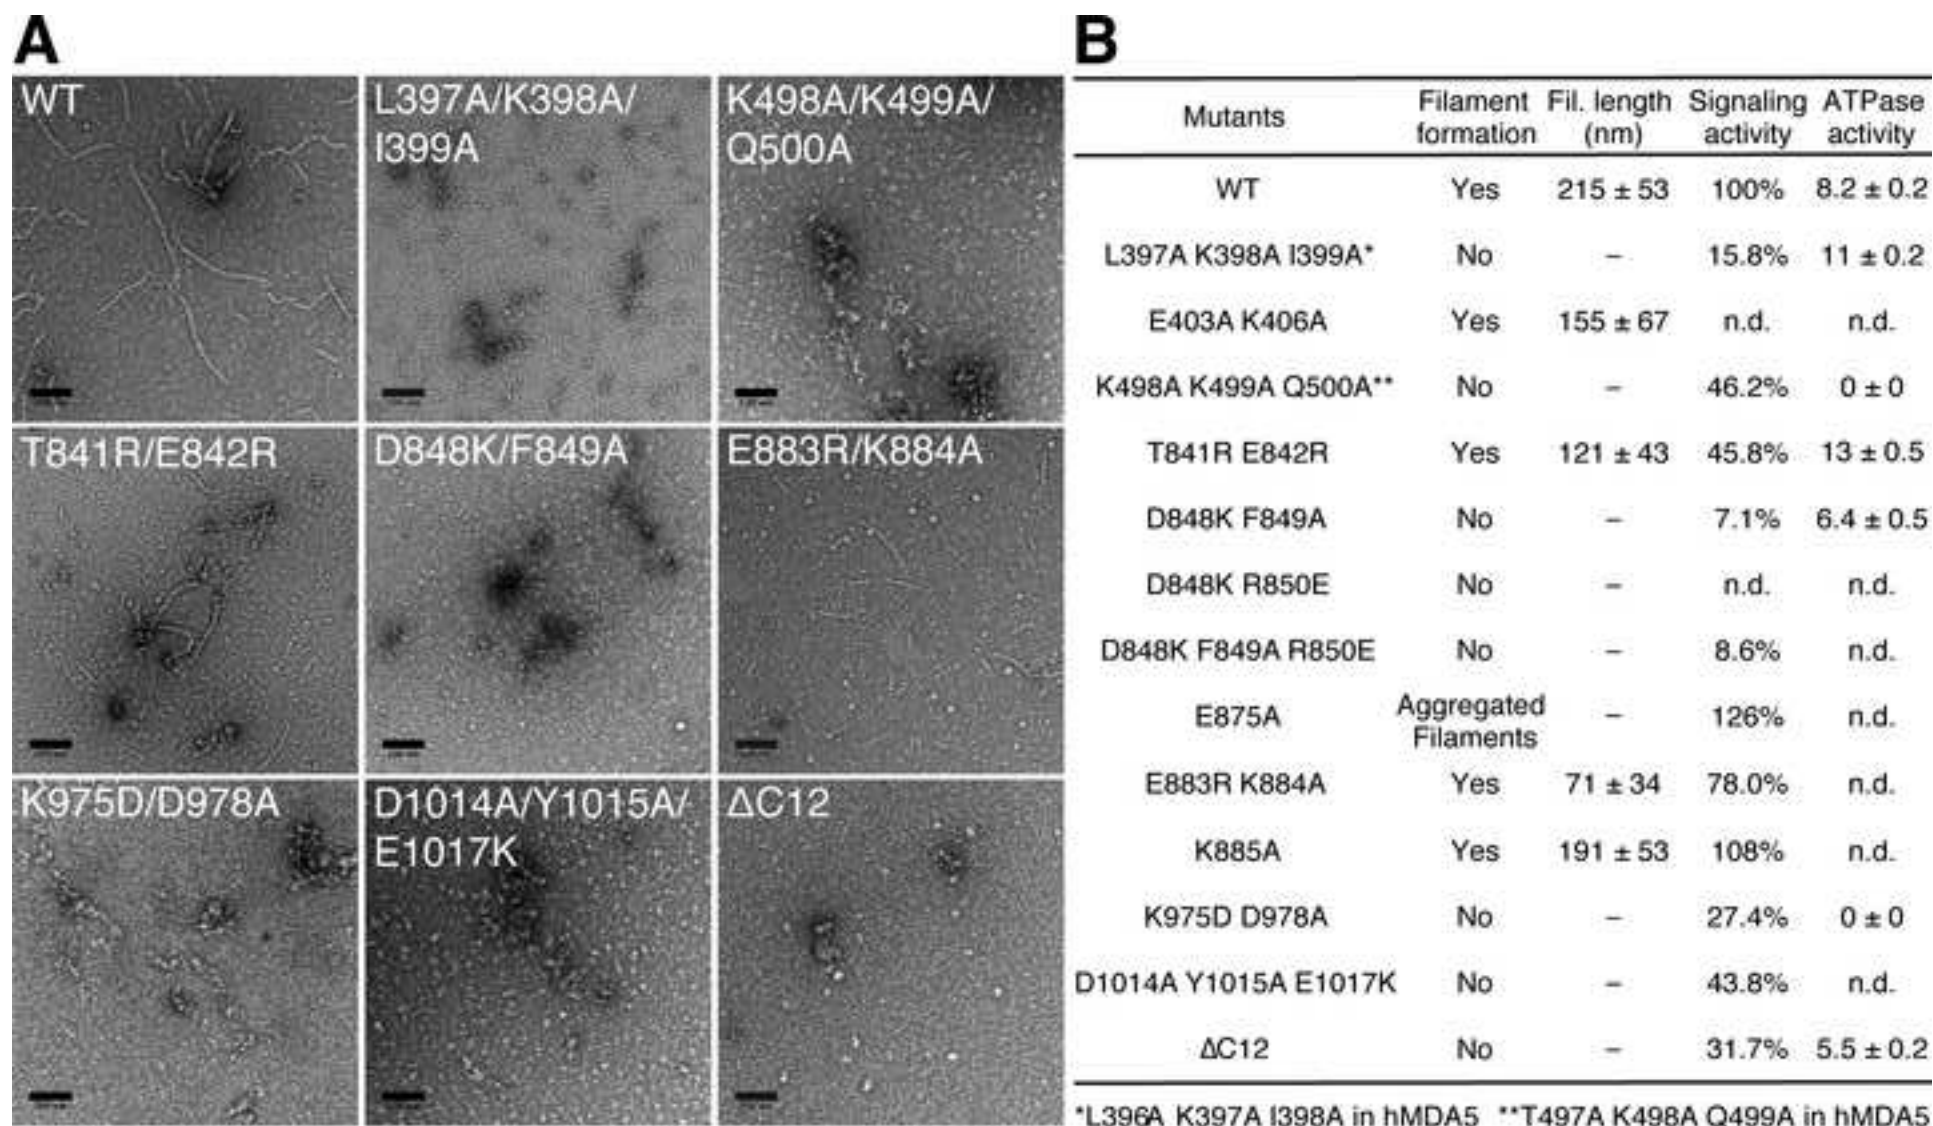 A
WT
L397A/K398A/
I399A
K498A/K499A/
Q500A
T841R/E842R
D848K/F849A
E883R/K884A
K975D/D978A
D1014A/Y1015A/
E1017K
ΔC12
B
Mutants Filament formation Fil. length (nm) Signaling activity ATPase activity
WT Yes 215 ± 53 100% 8.2 ± 0.2
L397A K398A I399A* No – 15.8% 11 ± 0.2
E403A K406A Yes 155 ± 67 n.d. n.d.
K498A K499A Q500A** No – 46.2% 0 ± 0
T841R E842R Yes 121 ± 43 45.8% 13 ± 0.5
D848K F849A No – 7.1% 6.4 ± 0.5
D848K R850E No – n.d. n.d.
D848K F849A R850E No – 8.6% n.d.
E875A Aggregated Filaments – 126% n.d.
E883R K884A Yes 71 ± 34 78.0% n.d.
K885A Yes 191 ± 53 108% n.d.
K975D D978A No – 27.4% 0 ± 0
D1014A Y1015A E1017K No – 43.8% n.d.
ΔC12 No – 31.7% 5.5 ± 0.2
*L396A K397A I398A in hMDA5 **T497A K498A Q499A in hMDA5